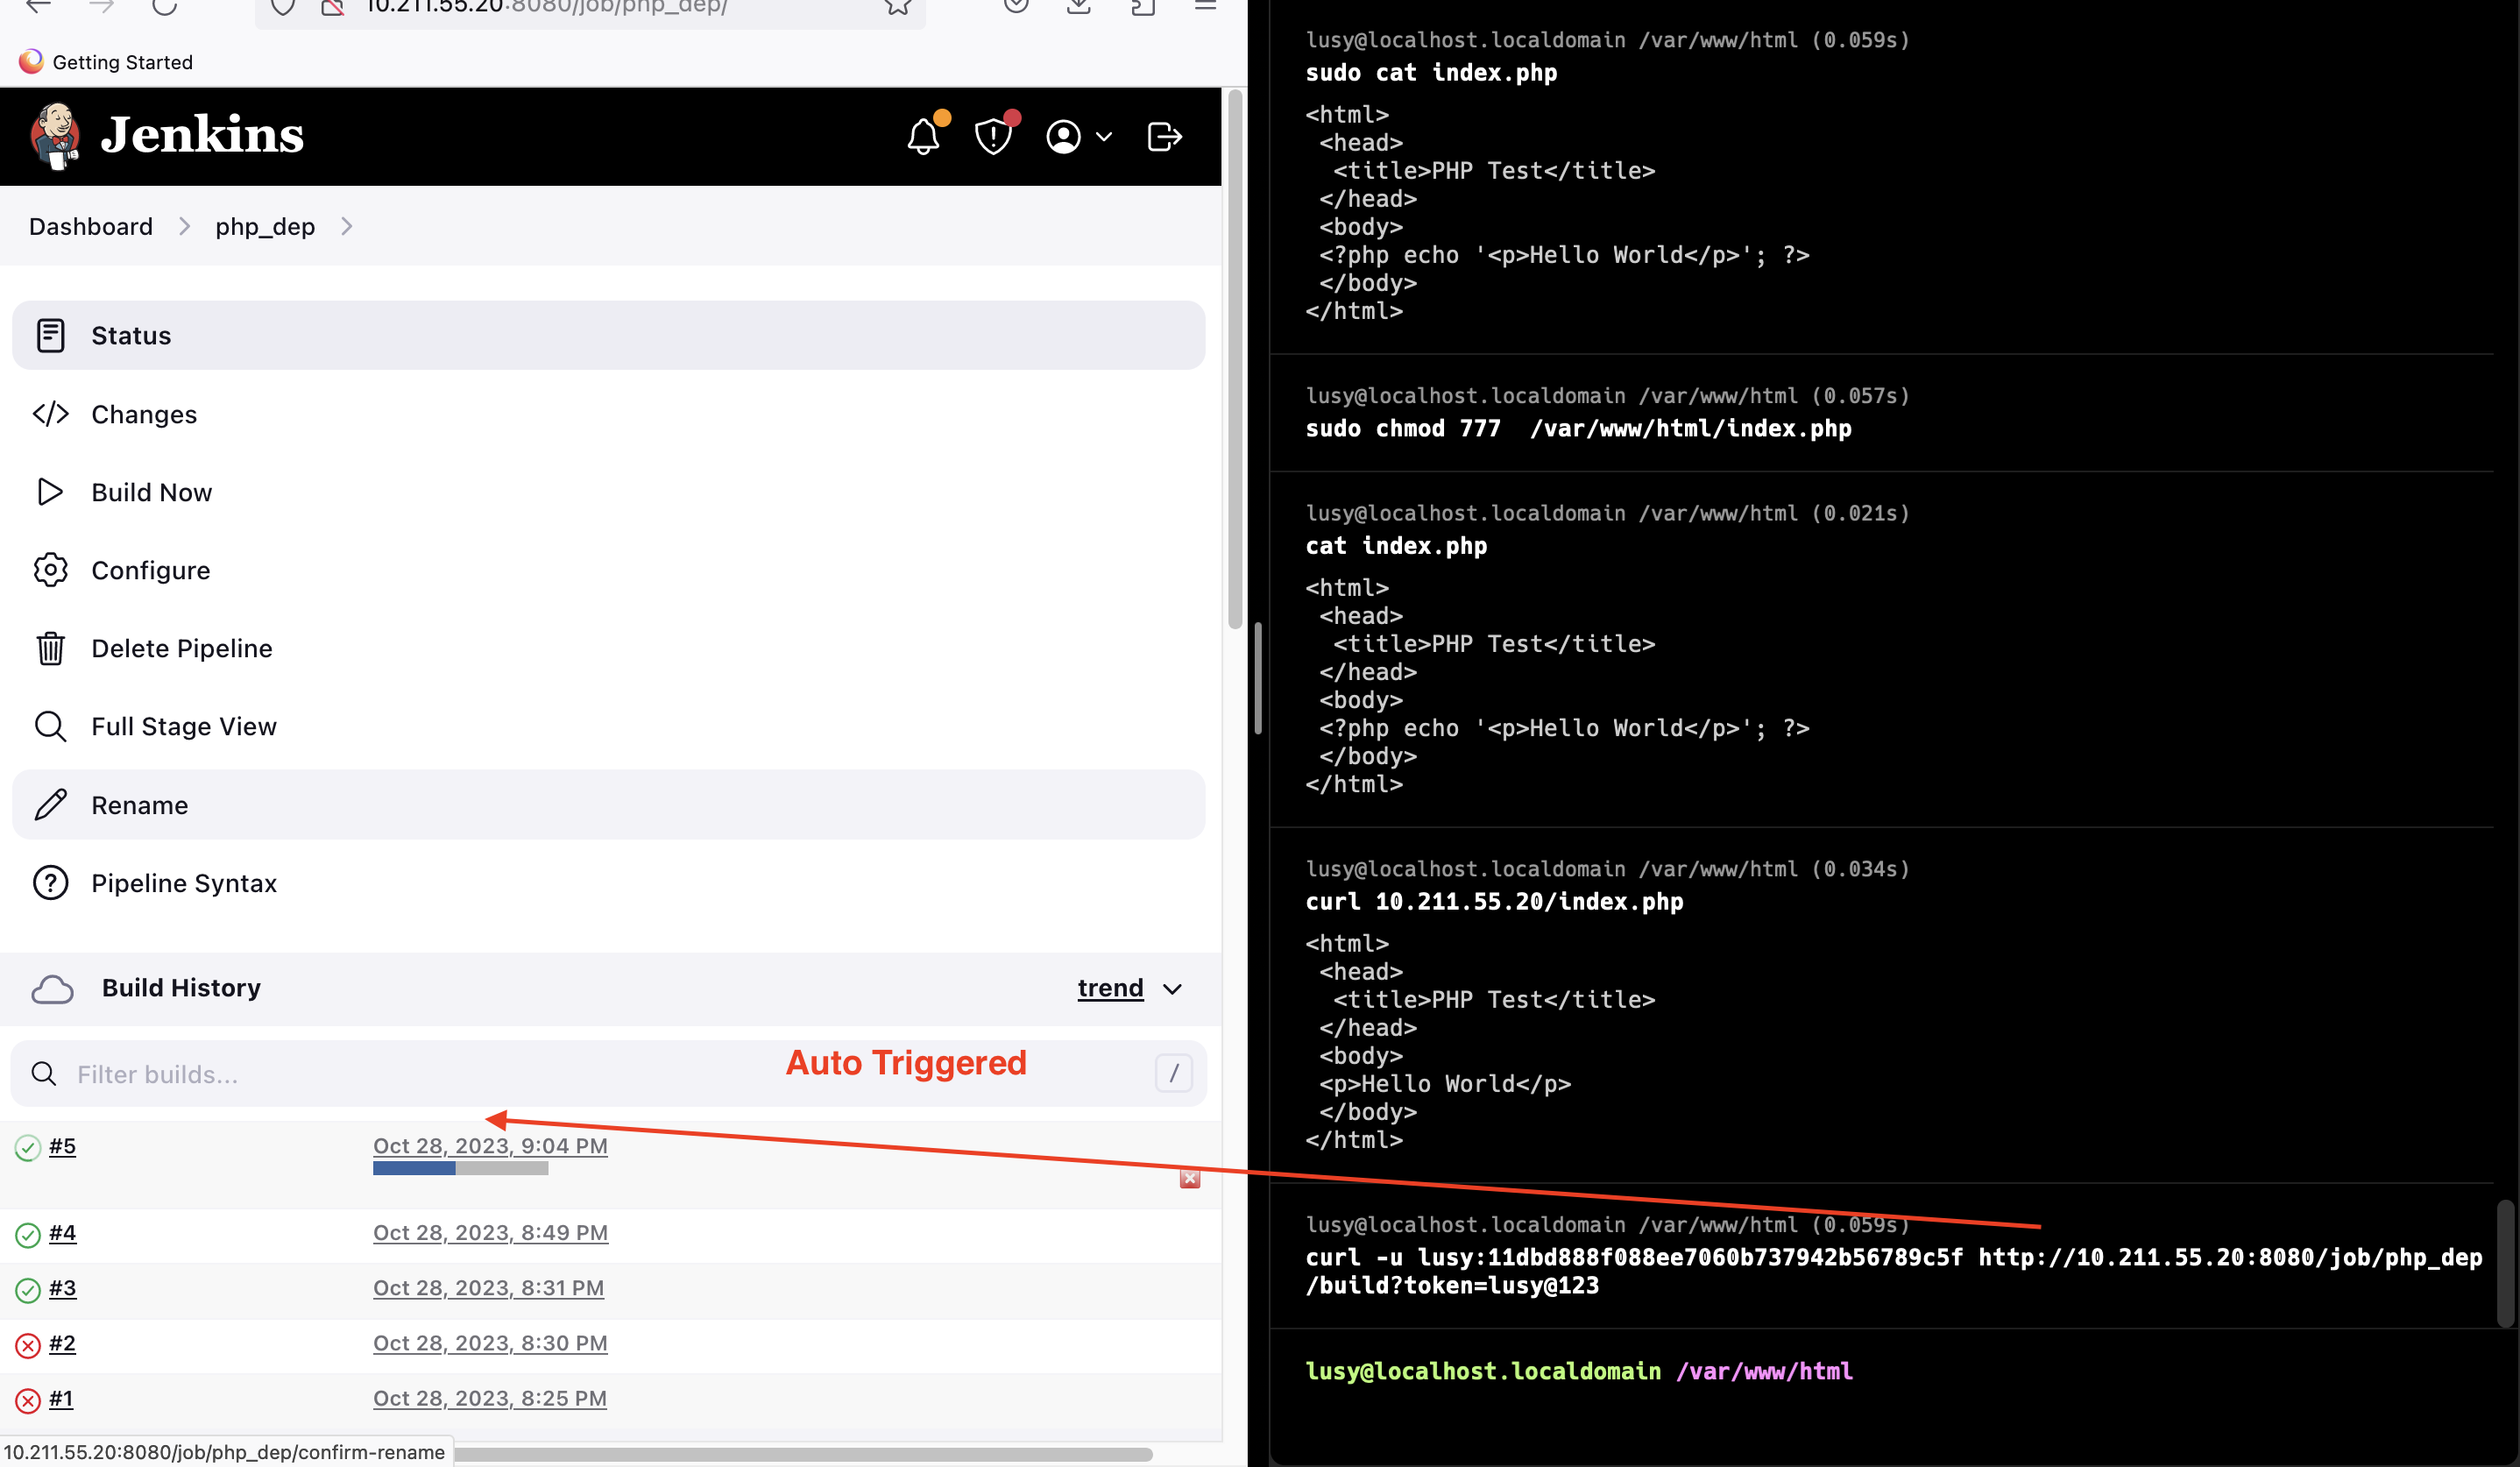 10.211.55.20:8080/job/php_dep/
Getting Started
Jenkins
Dashboard > php_dep >
Status
Changes
Build Now
Configure
Delete Pipeline
Full Stage View
Rename
Pipeline Syntax
Build History trend
Filter builds... /
Auto Triggered
#5 Oct 28, 2023, 9:04 PM
#4 Oct 28, 2023, 8:49 PM
#3 Oct 28, 2023, 8:31 PM
#2 Oct 28, 2023, 8:30 PM
#1 Oct 28, 2023, 8:25 PM
10.211.55.20:8080/job/php_dep/confirm-rename
lusy@localhost.localdomain /var/www/html (0.059s)
sudo cat index.php
<html>
 <head>
  <title>PHP Test</title>
 </head>
 <body>
 <?php echo '<p>Hello World</p>'; ?>
 </body>
</html>
lusy@localhost.localdomain /var/www/html (0.057s)
sudo chmod 777  /var/www/html/index.php
lusy@localhost.localdomain /var/www/html (0.021s)
cat index.php
<html>
 <head>
  <title>PHP Test</title>
 </head>
 <body>
 <?php echo '<p>Hello World</p>'; ?>
 </body>
</html>
lusy@localhost.localdomain /var/www/html (0.034s)
curl 10.211.55.20/index.php
<html>
 <head>
  <title>PHP Test</title>
 </head>
 <body>
 <p>Hello World</p>
 </body>
</html>
lusy@localhost.localdomain /var/www/html (0.059s)
curl -u lusy:11dbd888f088ee7060b737942b56789c5f http://10.211.55.20:8080/job/php_dep
/build?token=lusy@123
lusy@localhost.localdomain /var/www/html